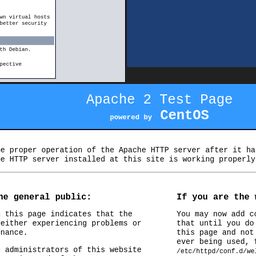 wn virtual hosts
better security
th Debian.
pective
Apache 2 Test Page
powered by CentOS
e proper operation of the Apache HTTP server after it ha
e HTTP server installed at this site is working properly
he general public:
this page indicates that the
either experiencing problems or
nance.
administrators of this website
If you are the
You may now add co
that until you do
this page and not
ever being used, f
/etc/httpd/conf.d/we